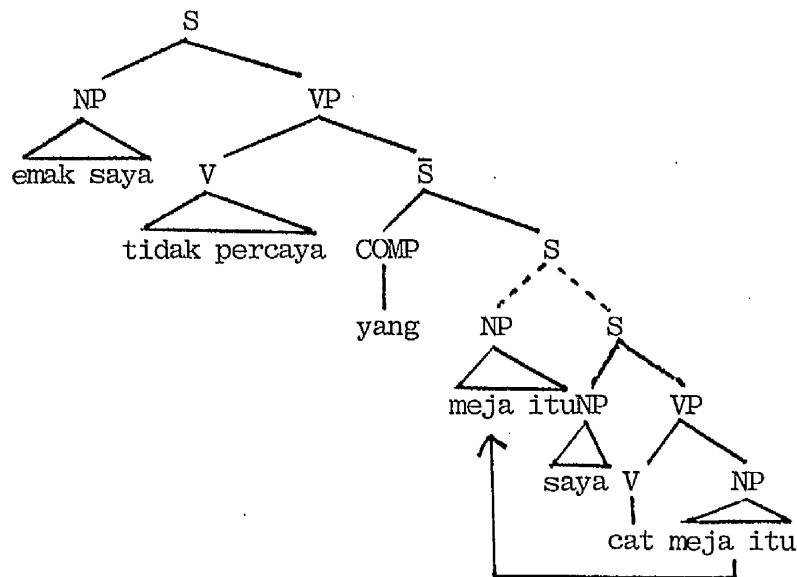 S
NP VP
emak saya V S̄
tidak percaya COMP S
yang NP S
meja itu NP VP
saya V NP
cat meja itu